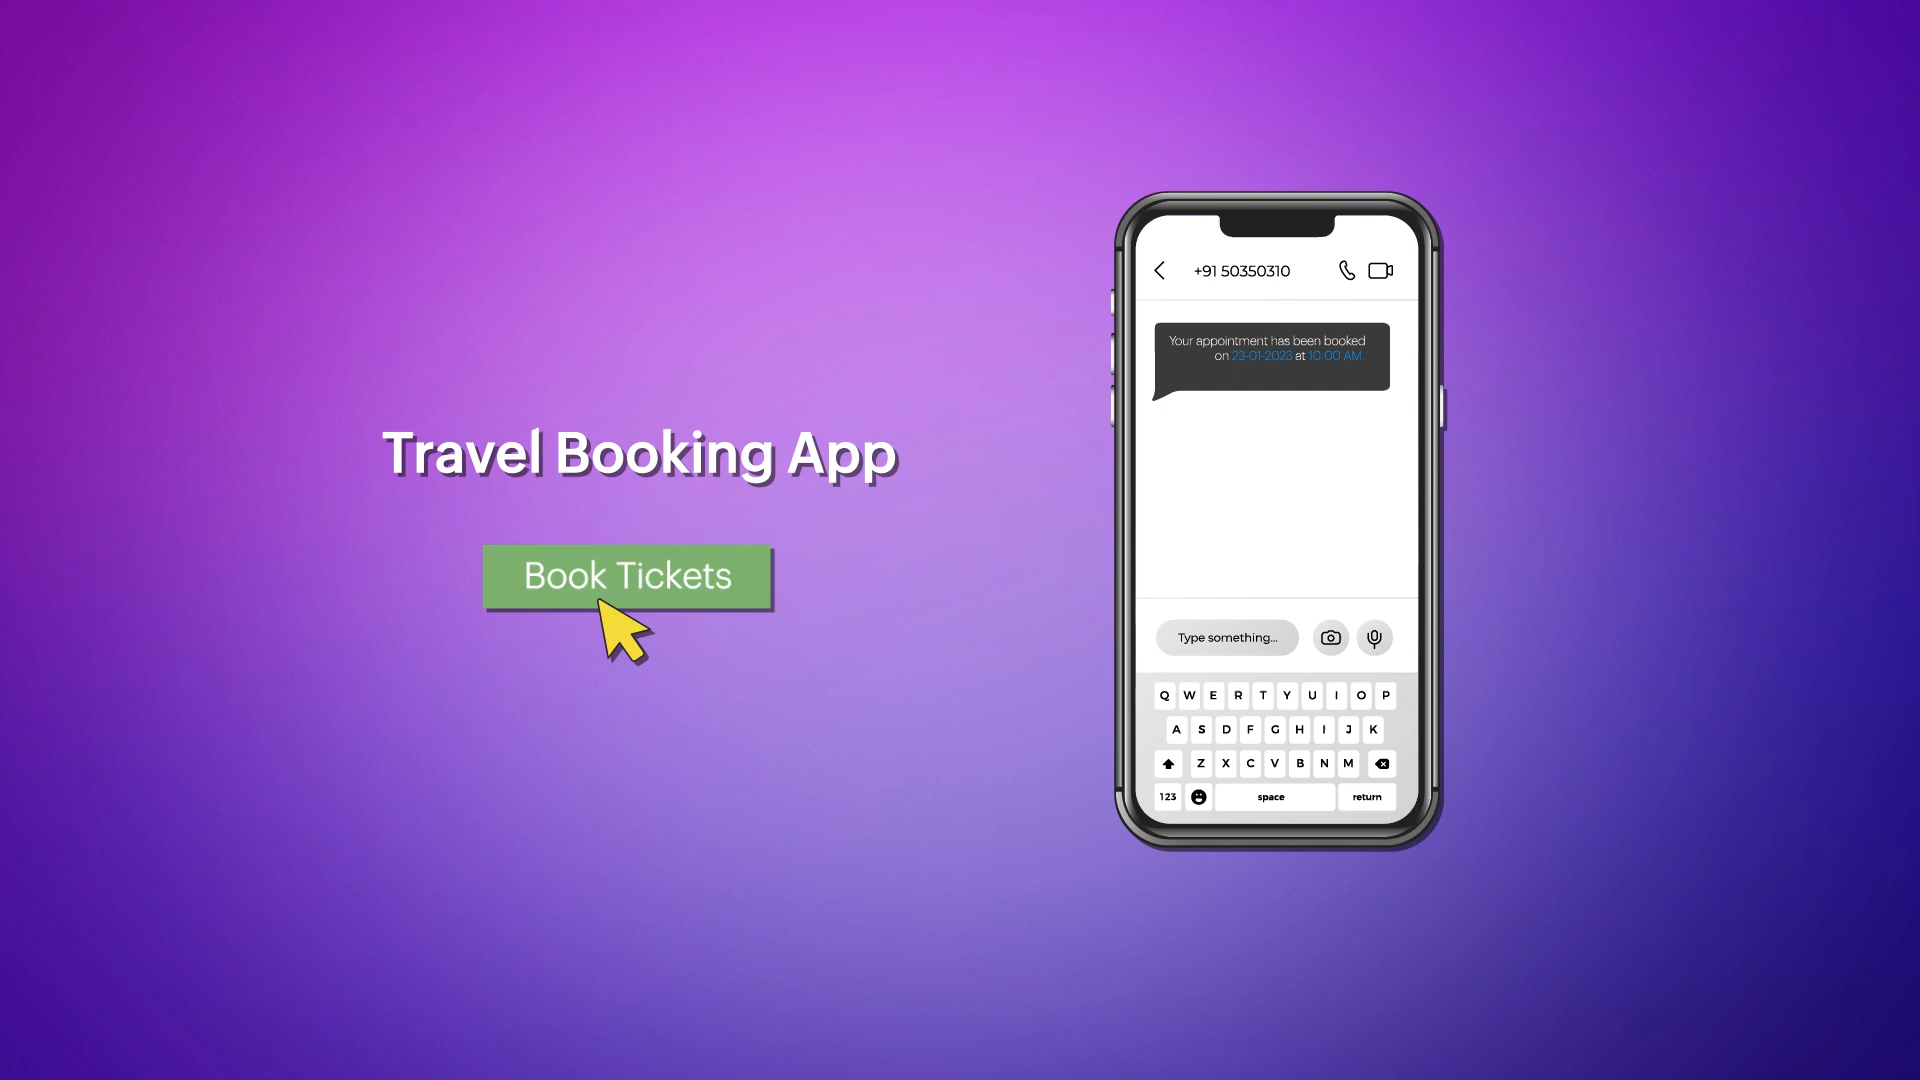 Travel Booking App
Book Tickets
+91 50350310
Your appointment has been booked
on 23-01-2023 at 10:00 AM.
Type something...
Q W E R T Y U I O P
A S D F G H I J K
Z X C V B N M
123 space return